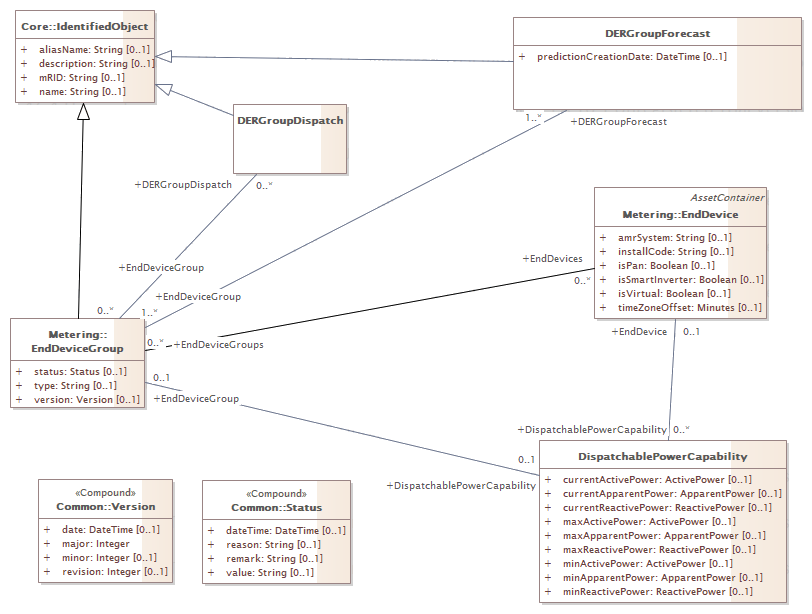 Core::IdentifiedObject
+ aliasName: String [0..1]
+ description: String [0..1]
+ mRID: String [0..1]
+ name: String [0..1]
DERGroupForecast
+ predictionCreationDate: DateTime [0..1]
DERGroupDispatch
1..*
+DERGroupForecast
+DERGroupDispatch
0..*
AssetContainer
Metering::EndDevice
+ amrSystem: String [0..1]
+ installCode: String [0..1]
+ isPan: Boolean [0..1]
+ isSmartInverter: Boolean [0..1]
+ isVirtual: Boolean [0..1]
+ timeZoneOffset: Minutes [0..1]
+EndDevices
0..*
+EndDeviceGroup
+EndDeviceGroup
0..*
1..*
Metering::
EndDeviceGroup
+ status: Status [0..1]
+ type: String [0..1]
+ version: Version [0..1]
0..*
+EndDeviceGroups
+EndDevice
0..1
0..1
+EndDeviceGroup
+DispatchablePowerCapability
0..*
0..1
+DispatchablePowerCapability
DispatchablePowerCapability
+ currentActivePower: ActivePower [0..1]
+ currentApparentPower: ApparentPower [0..1]
+ currentReactivePower: ReactivePower [0..1]
+ maxActivePower: ActivePower [0..1]
+ maxApparentPower: ApparentPower [0..1]
+ maxReactivePower: ReactivePower [0..1]
+ minActivePower: ActivePower [0..1]
+ minApparentPower: ApparentPower [0..1]
+ minReactivePower: ReactivePower [0..1]
«Compound»
Common::Version
+ date: DateTime [0..1]
+ major: Integer
+ minor: Integer [0..1]
+ revision: Integer [0..1]
«Compound»
Common::Status
+ dateTime: DateTime [0..1]
+ reason: String [0..1]
+ remark: String [0..1]
+ value: String [0..1]